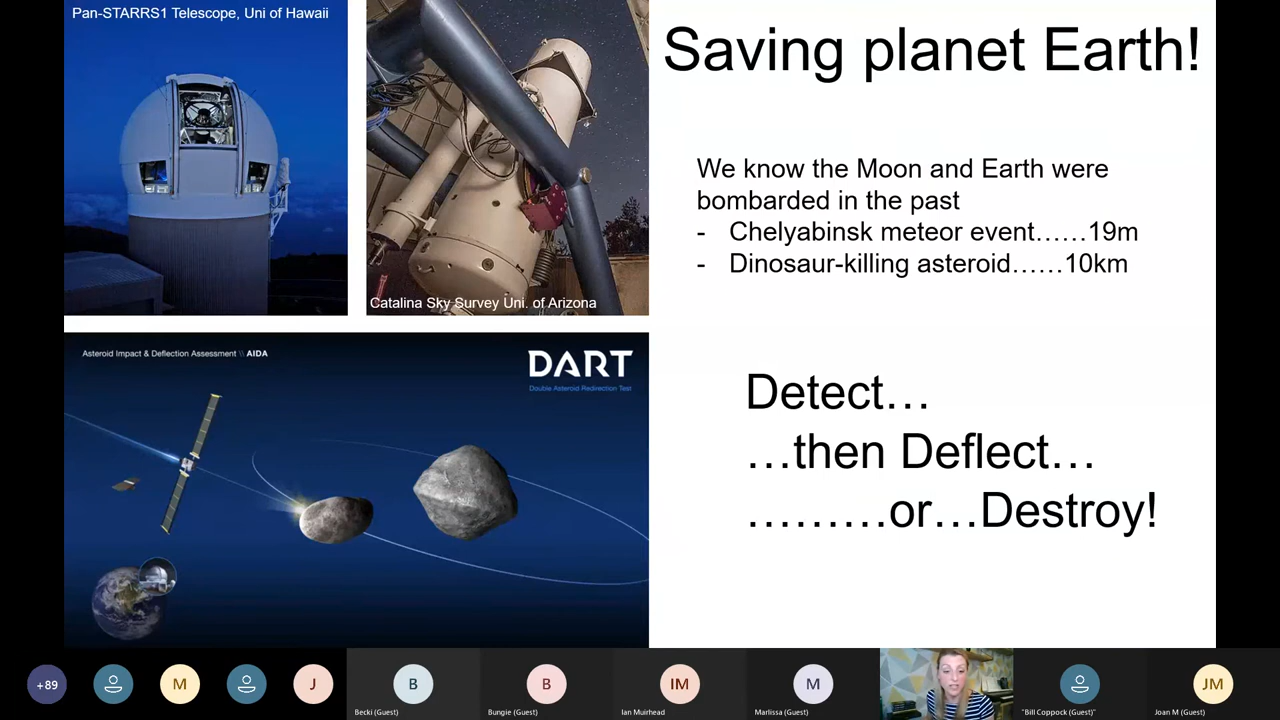 Pan-STARRS1 Telescope, Uni of Hawaii
Catalina Sky Survey Uni. of Arizona
Saving planet Earth!
We know the Moon and Earth were
bombarded in the past
- Chelyabinsk meteor event……19m
- Dinosaur-killing asteroid……10km
Asteroid Impact & Deflection Assessment \\ AIDA
DART
Double Asteroid Redirection Test
Detect…
…then Deflect…
………or…Destroy!
+89
M
J
B
Becki (Guest)
B
Bungie (Guest)
IM
Ian Muirhead
M
Marlissa (Guest)
"Bill Coppock (Guest)"
JM
Joan M (Guest)